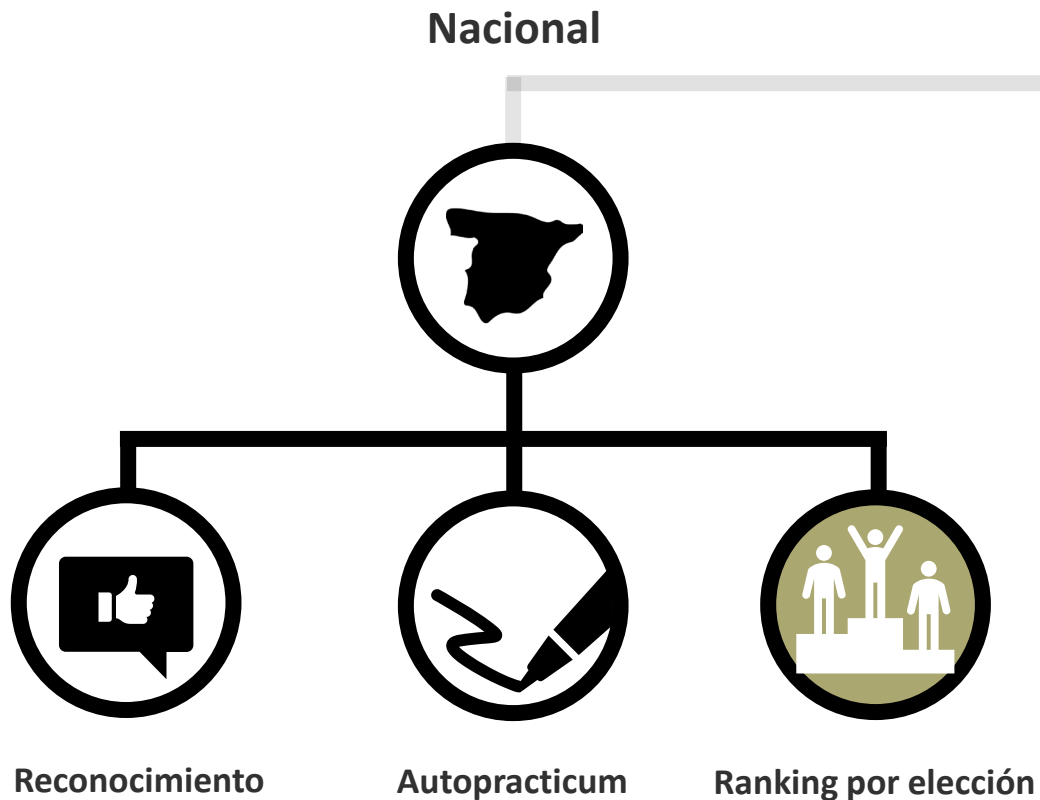 Nacional
Reconocimiento
Autopracticum
Ranking por elección